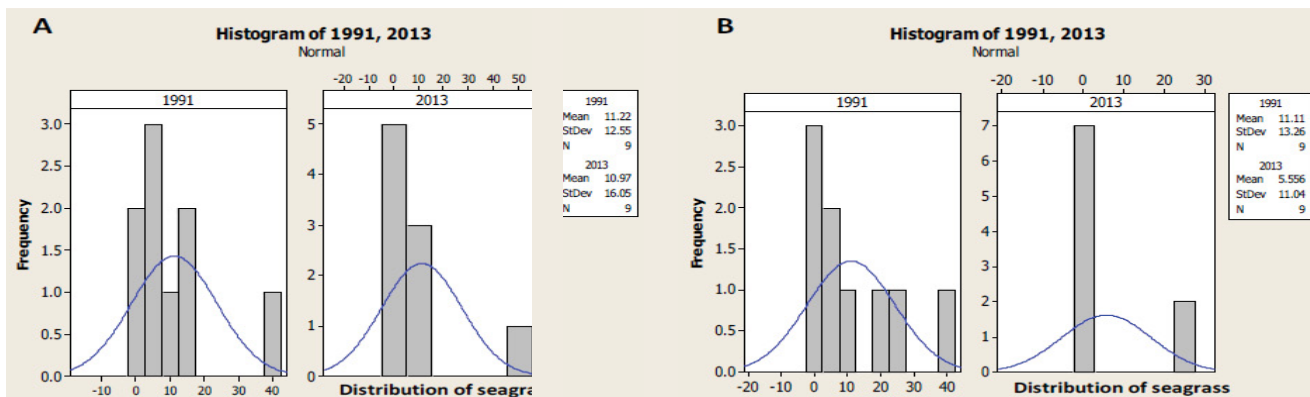 A
Histogram of 1991, 2013
Normal
-20 -10 0 10 20 30 40 50
1991
2013
3.0
2.5
2.0
1.5
1.0
0.5
0.0
Frequency
5
4
3
2
1
0
-10 0 10 20 30 40
Distribution of seagra
1991
Mean 11.22
StDev 12.55
N 9
2013
Mean 10.97
StDev 16.05
N 9
B
Histogram of 1991, 2013
Normal
-20 -10 0 10 20 30
1991
2013
3.0
2.5
2.0
1.5
1.0
0.5
0.0
Frequency
7
6
5
4
3
2
1
0
-20 -10 0 10 20 30 40
Distribution of seagrass
1991
Mean 11.11
StDev 13.26
N 9
2013
Mean 5.556
StDev 11.04
N 9